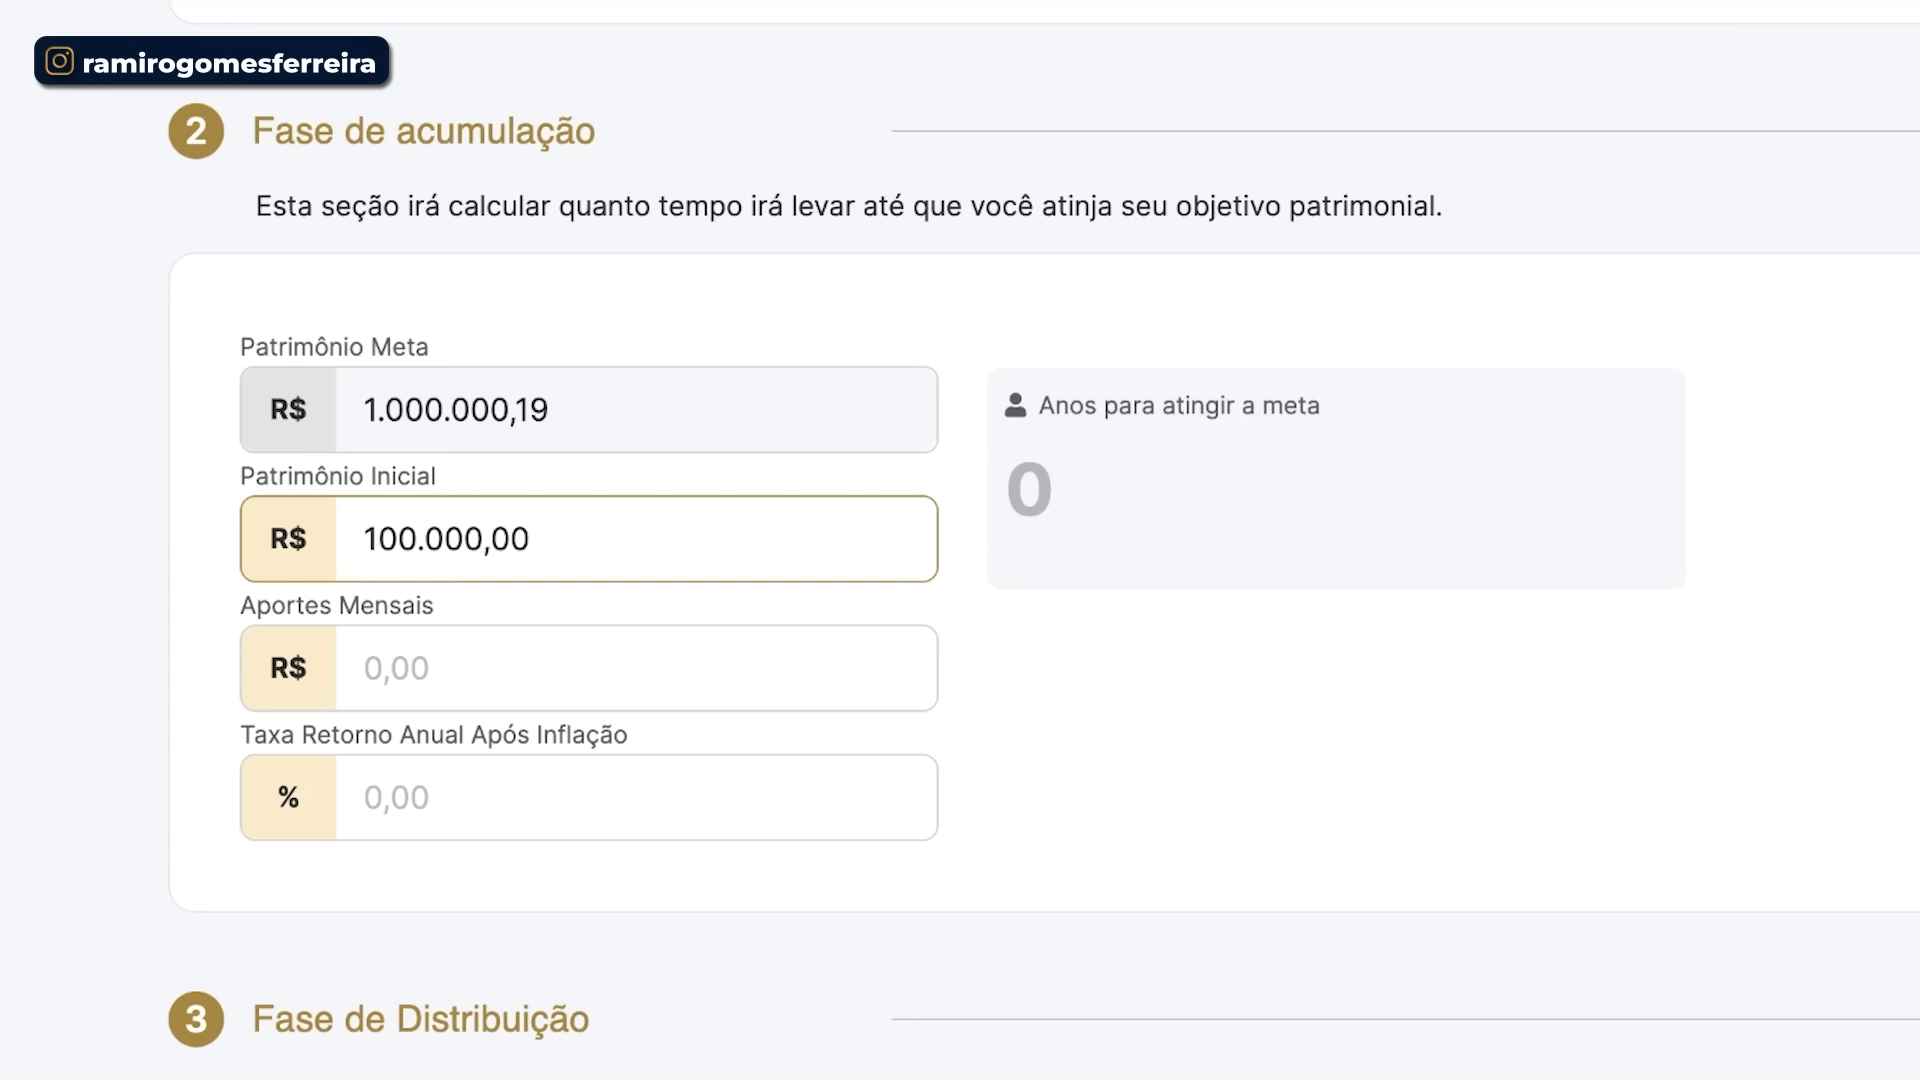 ramirogomesferreira
2 Fase de acumulação
Esta seção irá calcular quanto tempo irá levar até que você atinja seu objetivo patrimonial.
Patrimônio Meta
R$ 1.000.000,19
Anos para atingir a meta
0
Patrimônio Inicial
R$ 100.000,00
Aportes Mensais
R$ 0,00
Taxa Retorno Anual Após Inflação
% 0,00
3 Fase de Distribuição